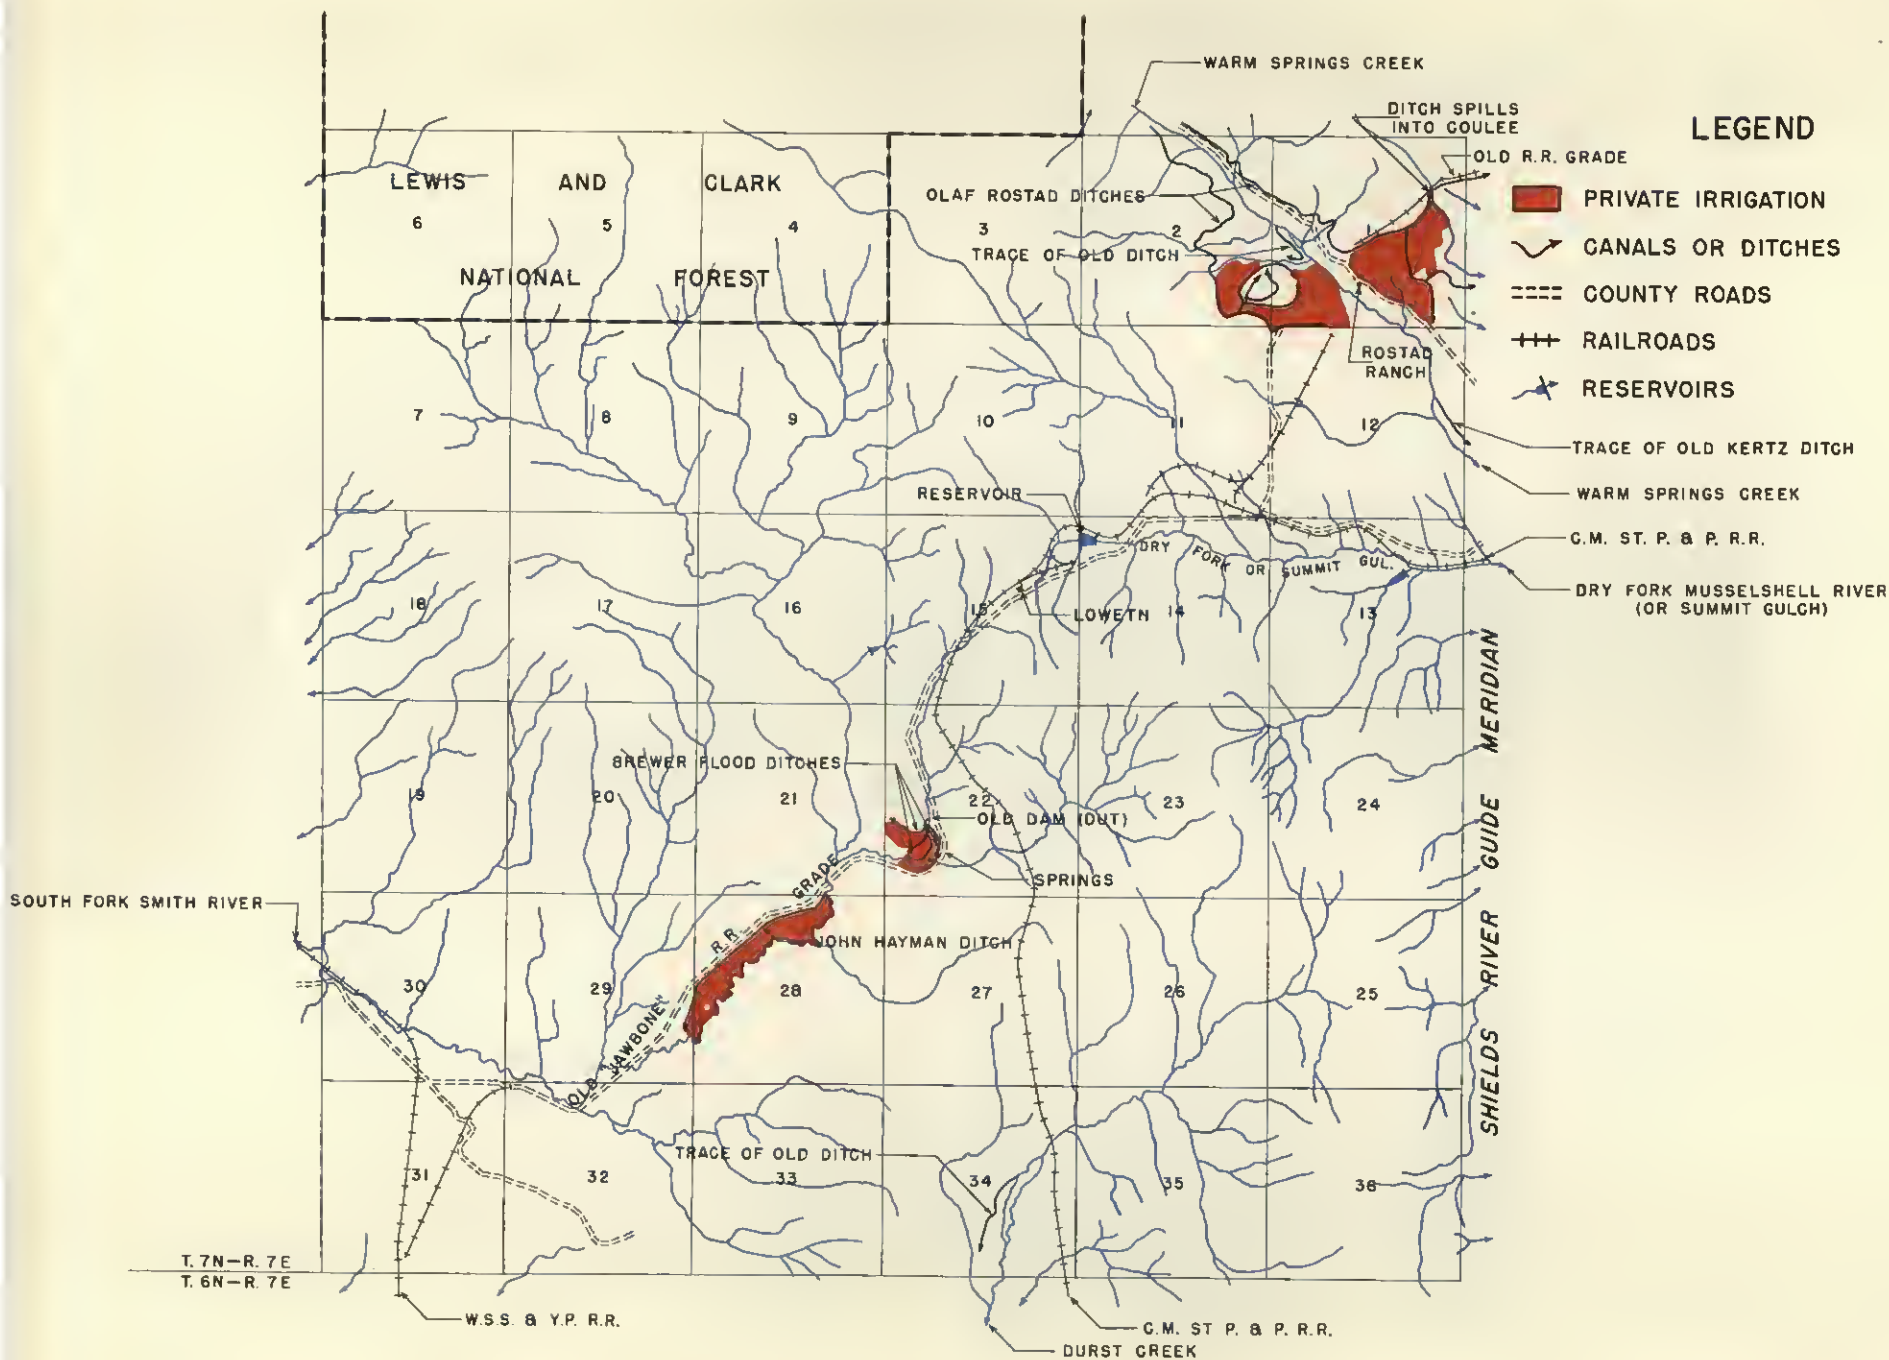 WARM SPRINGS CREEK
DITCH SPILLS
INTO COULEE
LEGEND
OLD R.R. GRADE
LEWIS AND CLARK
OLAF ROSTAD DITCHES
PRIVATE IRRIGATION
6 5 4 3 2 1
CANALS OR DITCHES
TRACE OF OLD DITCH
NATIONAL FOREST
COUNTY ROADS
RAILROADS
ROSTAD
RANCH
RESERVOIRS
7 8 9 10 11 12
TRACE OF OLD KERTZ DITCH
RESERVOIR
WARM SPRINGS CREEK
C.M. ST. P. & P. R.R.
DRY FORK OR SUMMIT GUL.
DRY FORK MUSSELSHELL RIVER
(OR SUMMIT GULCH)
18 17 16 15 14 13
LOWETH
SHIELDS RIVER GUIDE MERIDIAN
BREWER FLOOD DITCHES
19 20 21 22 23 24
OLD DAM (OUT)
SPRINGS
SOUTH FORK SMITH RIVER
OLD "JAWBONE" R.R. GRADE
JOHN HAYMAN DITCH
30 29 28 27 26 25
TRACE OF OLD DITCH
31 32 33 34 35 36
T. 7N-R. 7E
T. 6N-R. 7E
W.S.S. & Y.P. R.R.
C.M. ST P. & P. R.R.
DURST CREEK